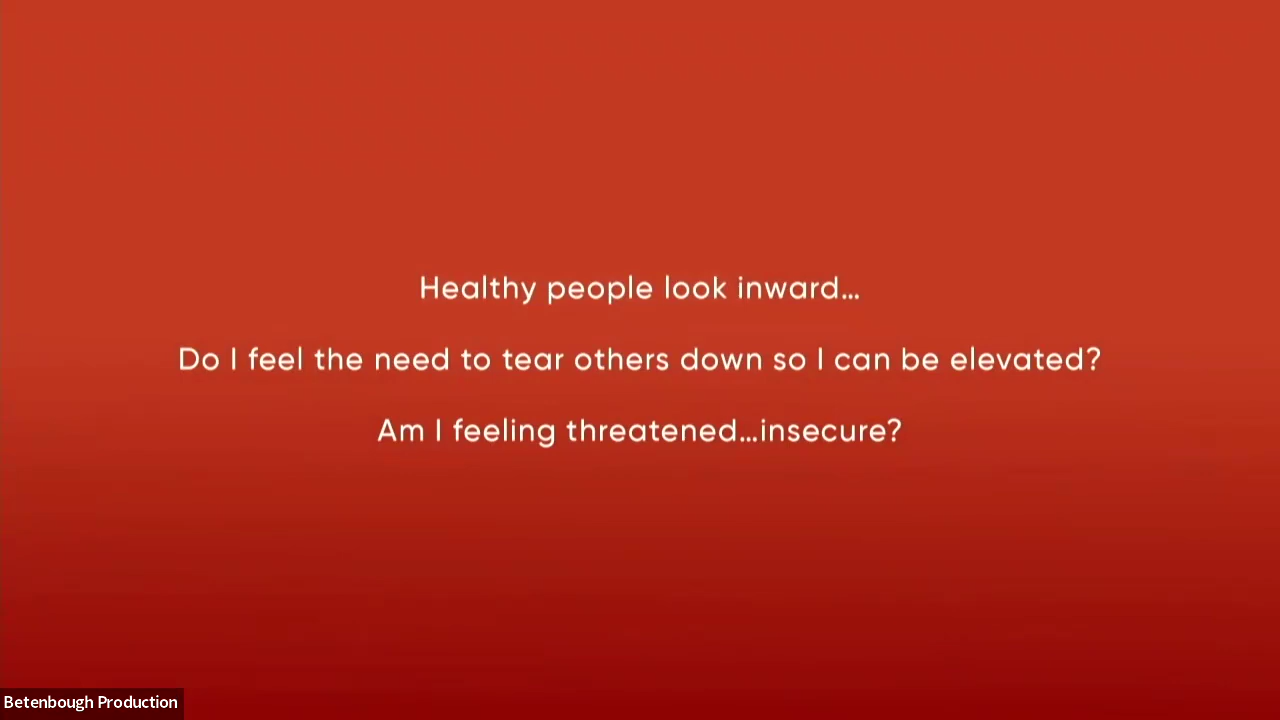 Healthy people look inward…
Do I feel the need to tear others down so I can be elevated?
Am I feeling threatened…insecure?
Betenbough Production